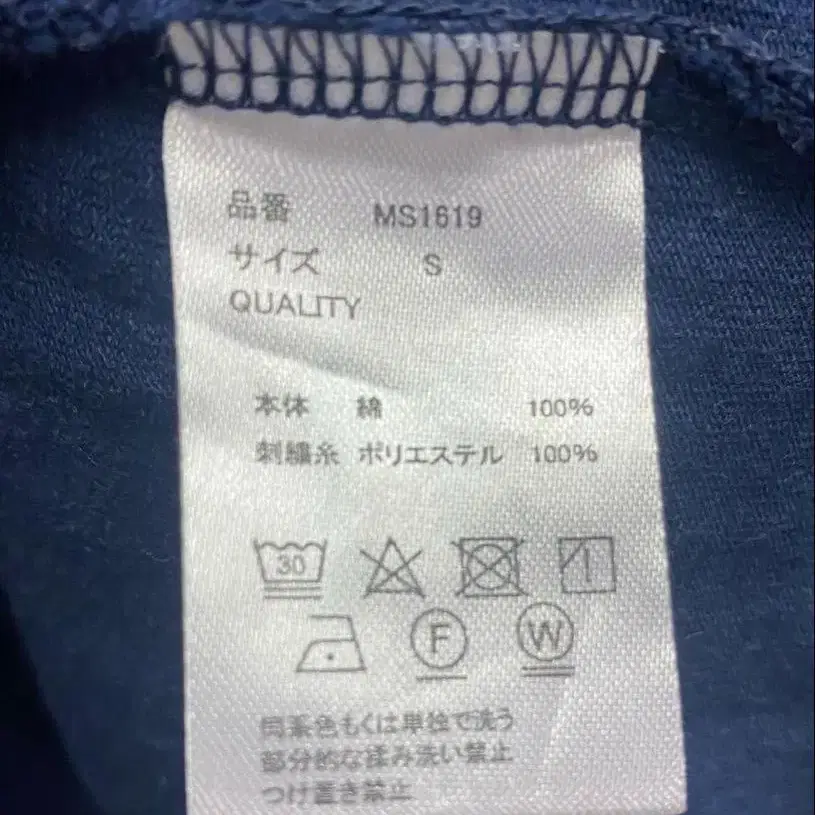 品番 MS1619
サイズ S
QUALITY
本体 綿 100%
刺繍糸 ポリエステル 100%
30
F W
同系色もくは単独で洗う
部分的な揉み洗い禁止
つけ置き禁止